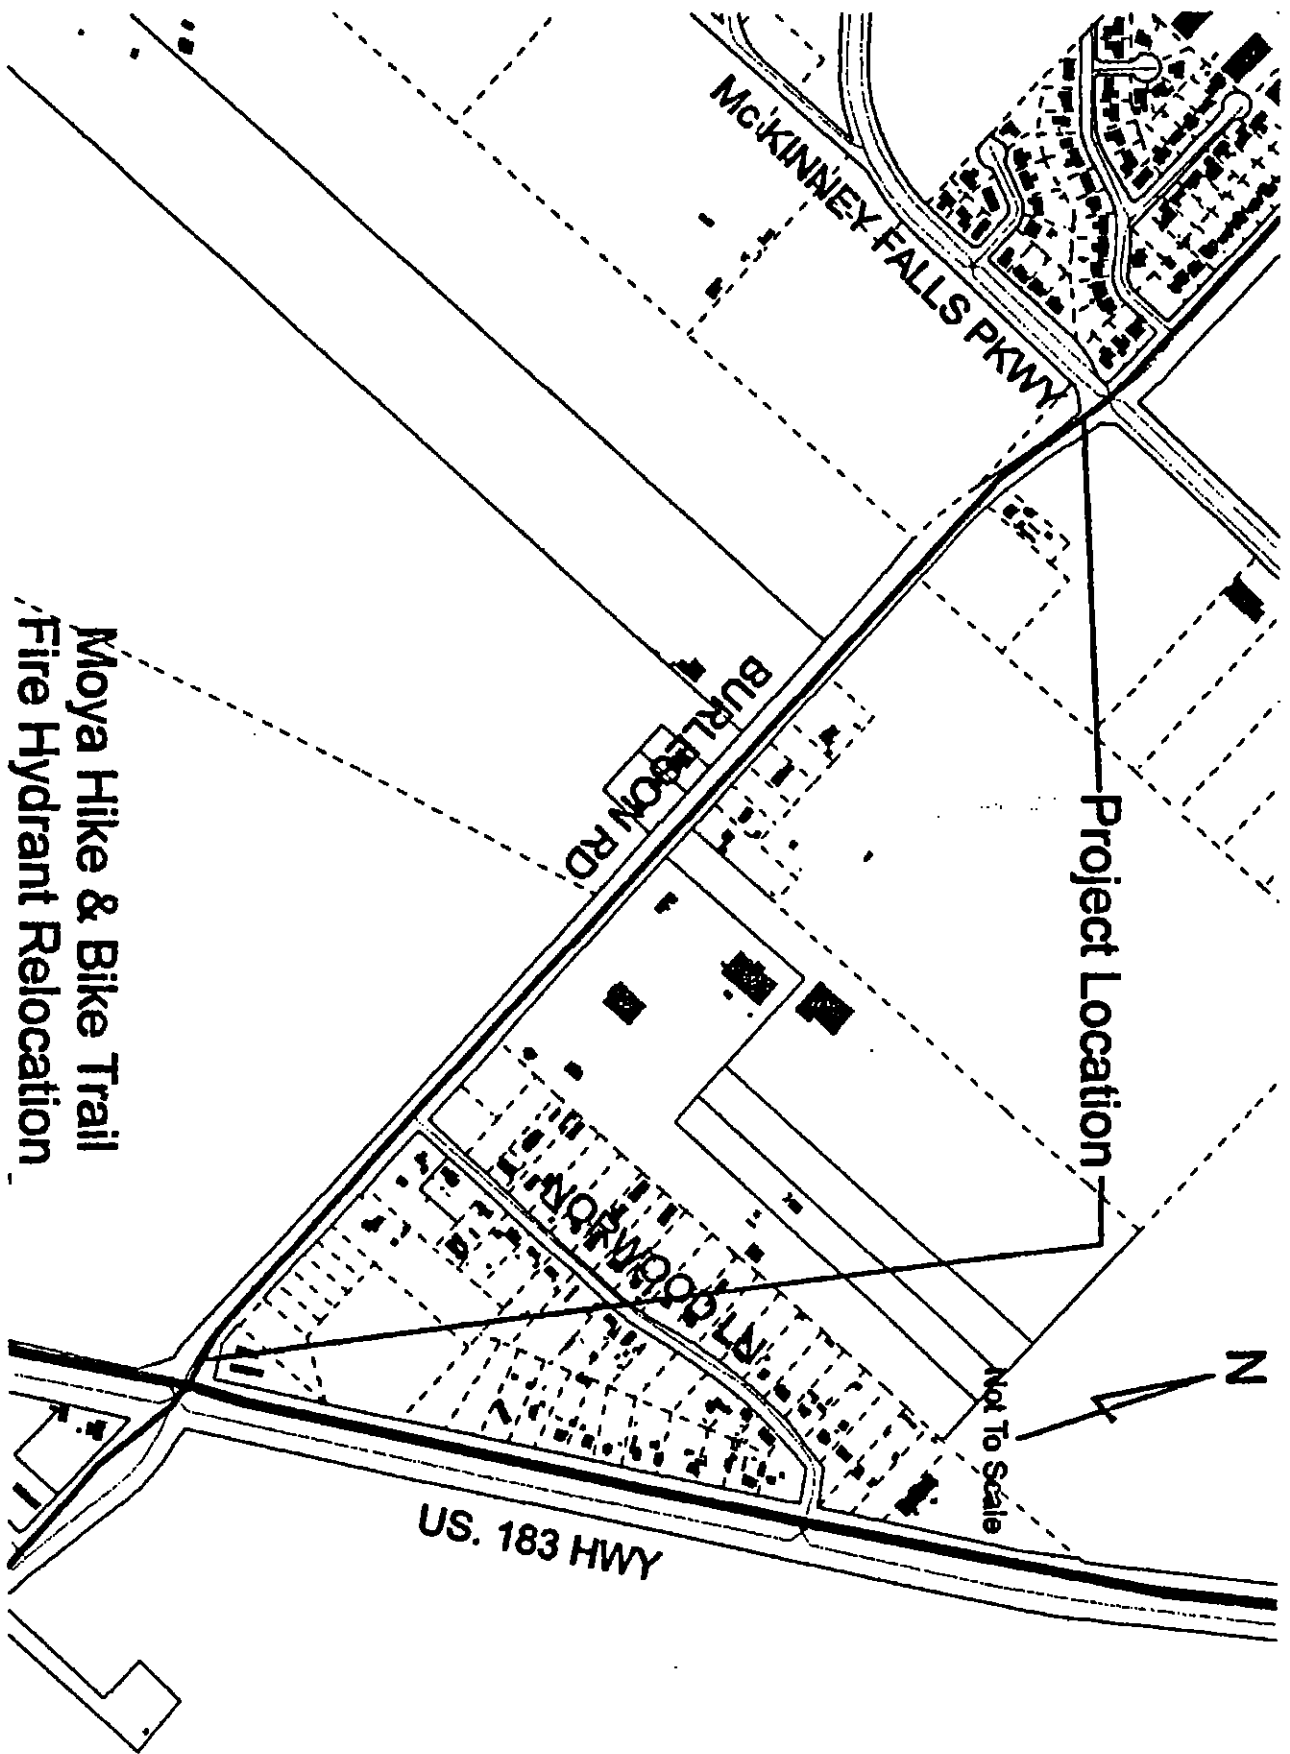 N
Not To Scale
Project Location
McKINNEY FALLS PKWY
BURLESON RD
NORWOOD LN
US. 183 HWY
Moya Hike & Bike Trail
Fire Hydrant Relocation